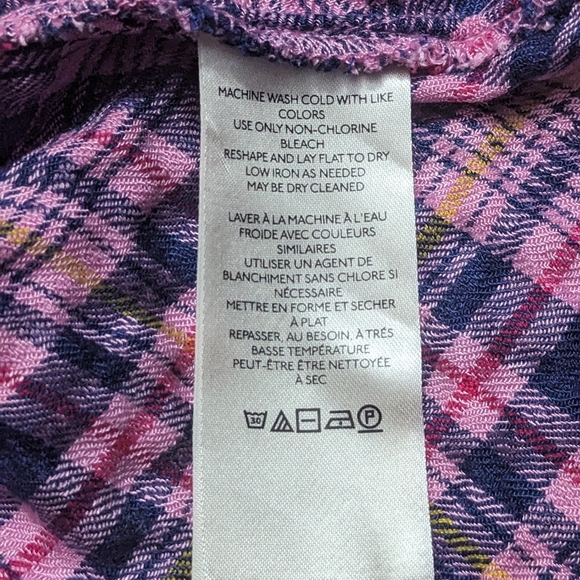 MACHINE WASH COLD WITH LIKE
COLORS
USE ONLY NON-CHLORINE
BLEACH
RESHAPE AND LAY FLAT TO DRY
LOW IRON AS NEEDED
MAY BE DRY CLEANED
LAVER À LA MACHINE À L'EAU
FROIDE AVEC COULEURS
SIMILAIRES
UTILISER UN AGENT DE
BLANCHIMENT SANS CHLORE SI
NÉCESSAIRE
METTRE EN FORME ET SECHER
À PLAT
REPASSER, AU BESOIN, À TRÉS
BASSE TEMPÉRATURE
PEUT-ÊTRE ÊTRE NETTOYÉE
À SEC
30 P